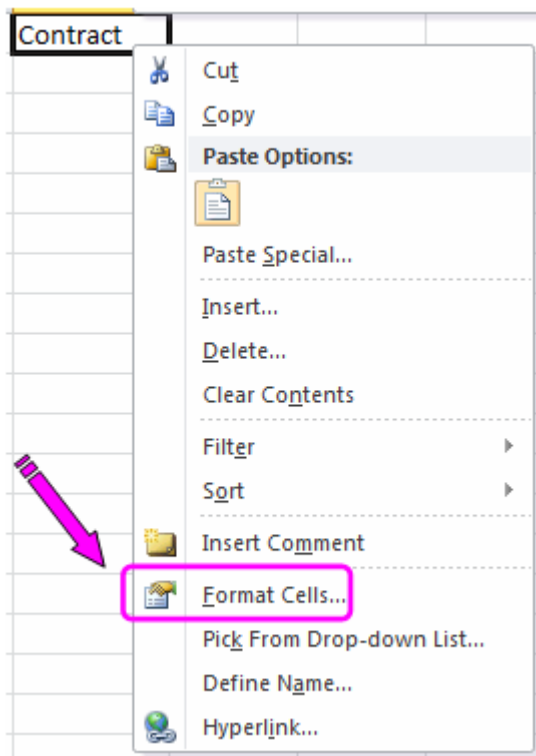 Contract
Cut
Copy
Paste Options:
Paste Special...
Insert...
Delete...
Clear Contents
Filter
Sort
Insert Comment
Format Cells...
Pick From Drop-down List...
Define Name...
Hyperlink...